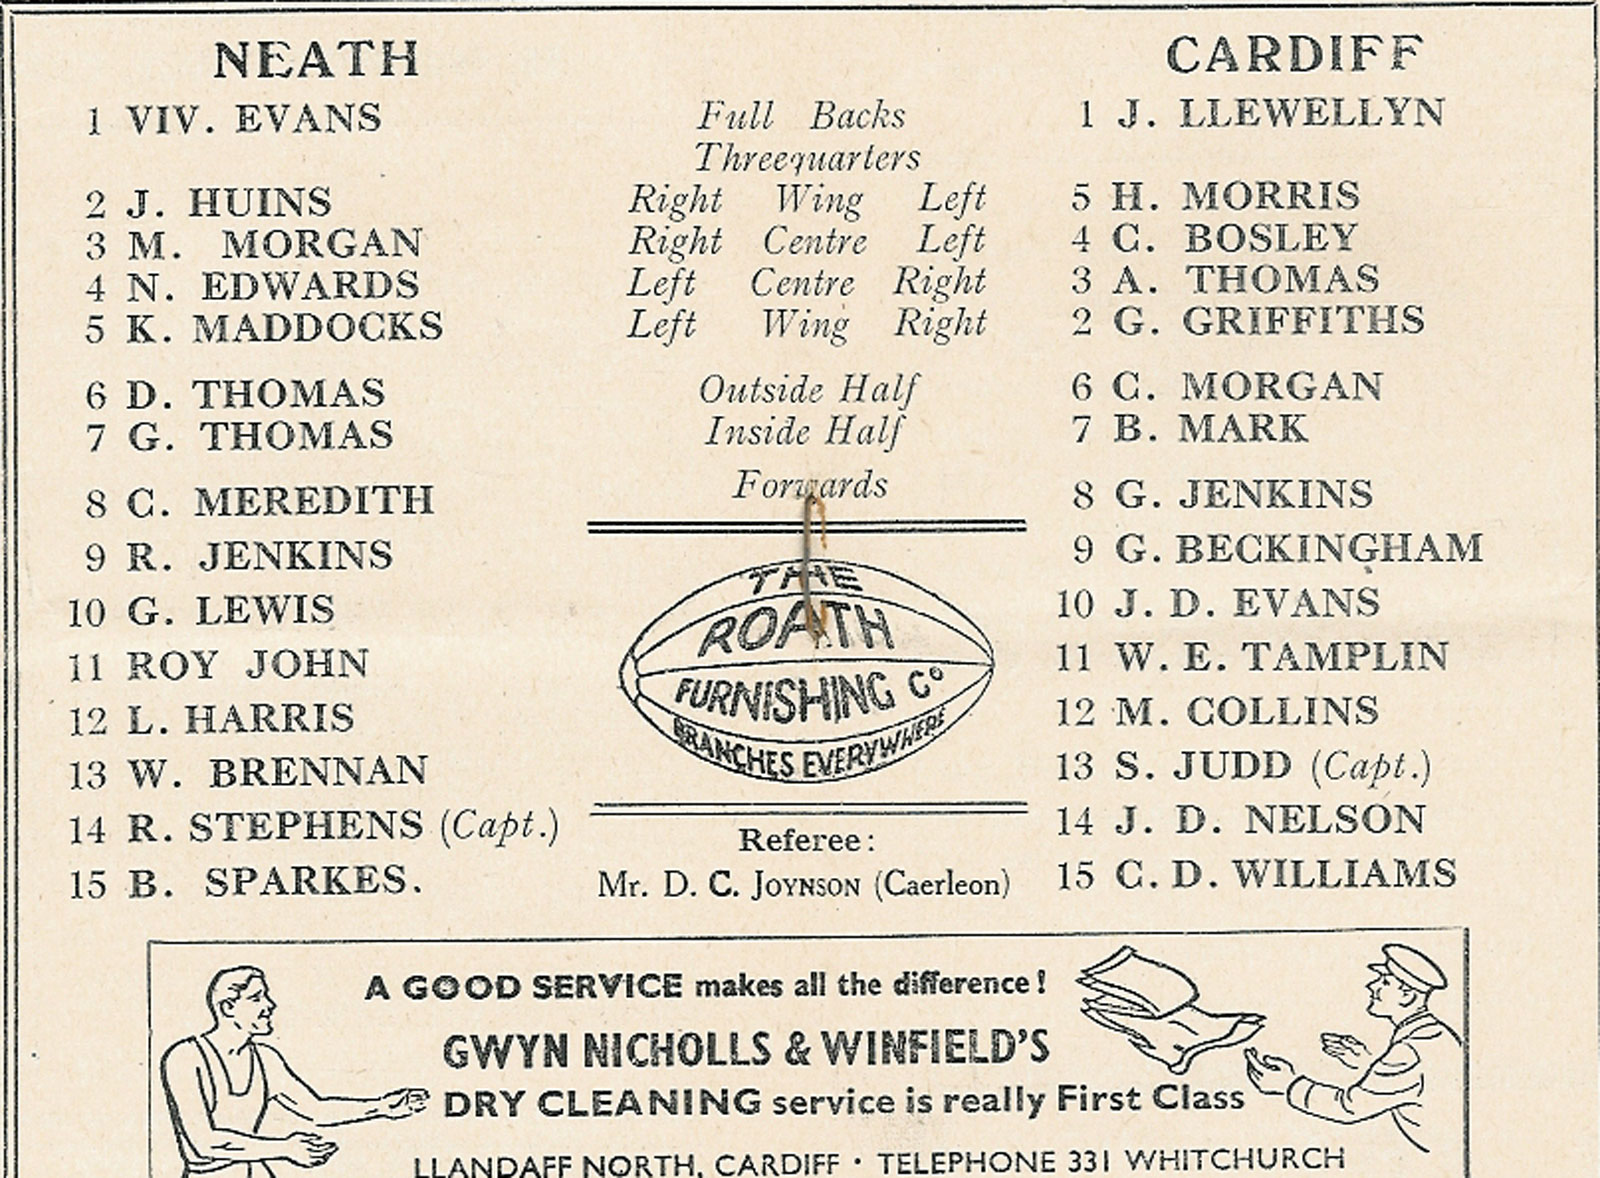 NEATH CARDIFF
1 VIV. EVANS Full Backs 1 J. LLEWELLYN
Threequarters
2 J. HUINS Right Wing Left 5 H. MORRIS
3 M. MORGAN Right Centre Left 4 C. BOSLEY
4 N. EDWARDS Left Centre Right 3 A. THOMAS
5 K. MADDOCKS Left Wing Right 2 G. GRIFFITHS
6 D. THOMAS Outside Half 6 C. MORGAN
7 G. THOMAS Inside Half 7 B. MARK
Forwards
8 C. MEREDITH 8 G. JENKINS
9 R. JENKINS 9 G. BECKINGHAM
10 G. LEWIS 10 J. D. EVANS
11 ROY JOHN 11 W. E. TAMPLIN
12 L. HARRIS 12 M. COLLINS
13 W. BRENNAN 13 S. JUDD (Capt.)
14 R. STEPHENS (Capt.) 14 J. D. NELSON
15 B. SPARKES. 15 C. D. WILLIAMS
THE
ROATH
FURNISHING Co
BRANCHES EVERYWHERE
Referee:
Mr. D. C. JOYNSON (Caerleon)
A GOOD SERVICE makes all the difference!
GWYN NICHOLLS & WINFIELD'S
DRY CLEANING service is really First Class
LLANDAFF NORTH, CARDIFF · TELEPHONE 331 WHITCHURCH